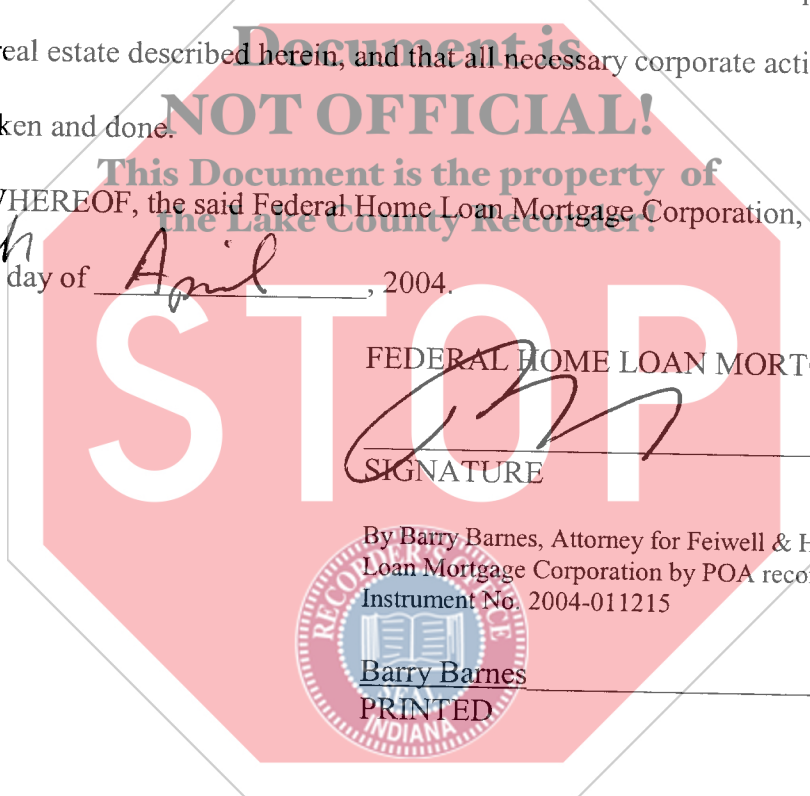 real estate described herein, and that all necessary corporate acti
Document is
ken and done.
NOT OFFICIAL!
This Document is the property of
WHEREOF, the said Federal Home Loan Mortgage Corporation,
the Lake County Recorder!
h
day of April, 2004.
STOP
FEDERAL HOME LOAN MORTG
SIGNATURE
By Barry Barnes, Attorney for Feiwell & H
Loan Mortgage Corporation by POA reco
Instrument No. 2004-011215
RECORDER'S OFFICE
Barry Barnes
SEAL
PRINTED
INDIANA